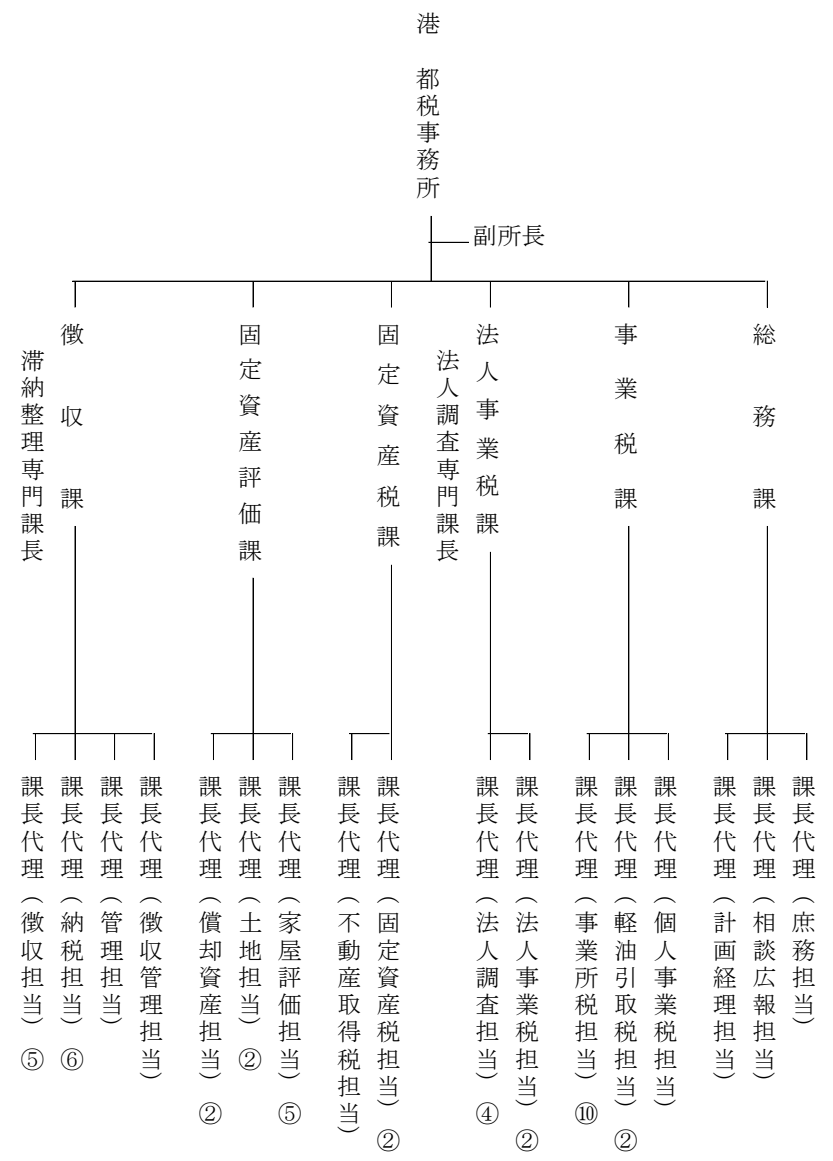 港 都税事務所
副所長
総務課
事業税課
法人事業税課
法人調査専門課長
固定資産税課
固定資産評価課
徴収課
滞納整理専門課長
課長代理(庶務担当)
課長代理(相談広報担当)
課長代理(計画経理担当)
課長代理(個人事業税担当)
課長代理(軽油引取税担当)②
課長代理(事業所税担当)⑩
課長代理(法人事業税担当)②
課長代理(法人調査担当)④
課長代理(固定資産税担当)②
課長代理(不動産取得税担当)
課長代理(家屋評価担当)⑤
課長代理(土地担当)②
課長代理(償却資産担当)②
課長代理(徴収管理担当)
課長代理(管理担当)
課長代理(納税担当)⑥
課長代理(徴収担当)⑤